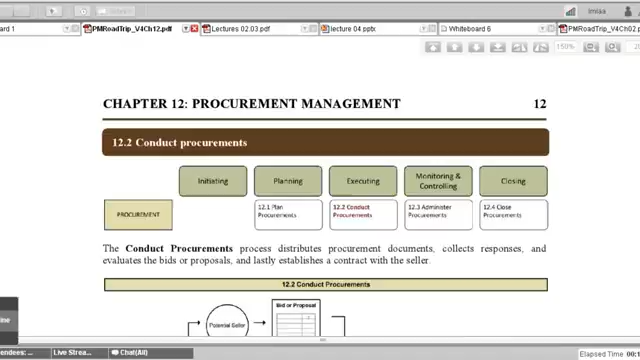 Imlaa
ard 1
PMRoadTrip_V4Ch12.pdf
Lectures 02.03.pdf
lecture 04.pptx
Whiteboard 6
PMRoadTrip_V4Ch02.p
150%
CHAPTER 12: PROCUREMENT MANAGEMENT 12
12.2 Conduct procurements
Initiating
Planning
Executing
Monitoring &
Controlling
Closing
PROCUREMENT
12.1 Plan
Procurements
12.2 Conduct
Procurements
12.3 Administer
Procurements
12.4 Close
Procurements
The Conduct Procurements process distributes procurement documents, collects responses, and
evaluates the bids or proposals, and lastly establishes a contract with the seller.
12.2 Conduct Procurements
Bid or Proposal
Potential Seller
ine
endees:
Live Strea...
Chat(All)
Elapsed Time